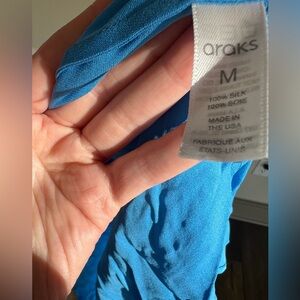 araks
M
100% SILK
100% SOIE
MADE IN
THE USA
FABRIQUE AUX
ETATS-UNIS